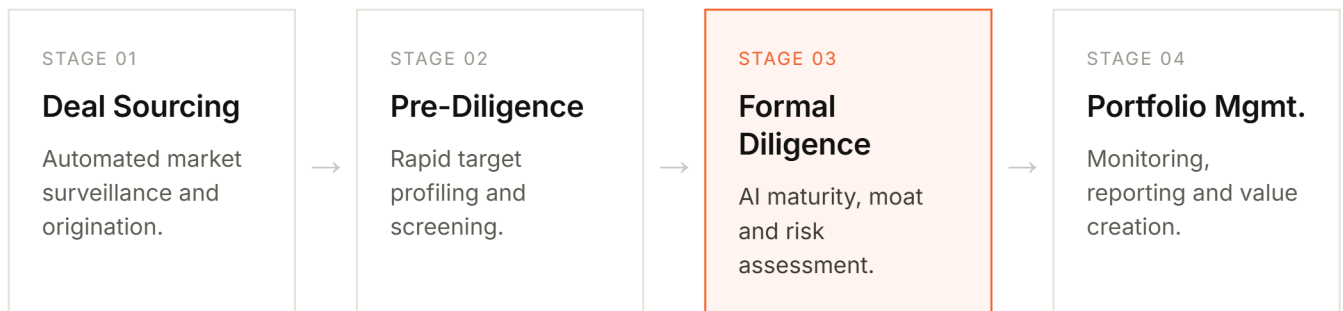 STAGE 01
Deal Sourcing
Automated market
surveillance and
origination.
→
STAGE 02
Pre-Diligence
Rapid target
profiling and
screening.
→
STAGE 03
Formal
Diligence
AI maturity, moat
and risk
assessment.
→
STAGE 04
Portfolio Mgmt.
Monitoring,
reporting and value
creation.